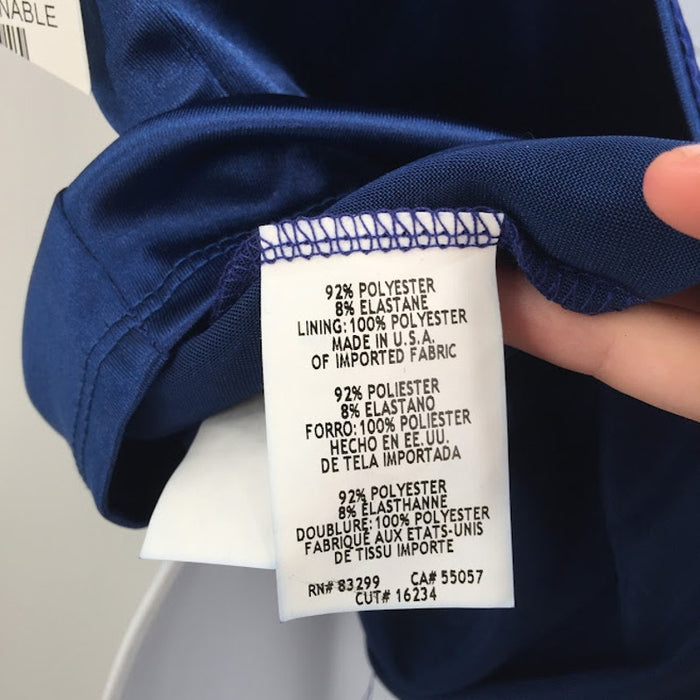 NABLE
92% POLYESTER
8% ELASTANE
LINING: 100% POLYESTER
MADE IN U.S.A.
OF IMPORTED FABRIC
92% POLIESTER
8% ELASTANO
FORRO: 100% POLIESTER
HECHO EN EE. UU.
DE TELA IMPORTADA
92% POLYESTER
8% ÉLASTHANNE
DOUBLURE: 100% POLYESTER
FABRIQUÉ AUX ETATS-UNIS
DE TISSU IMPORTE
RN# 83299 CA# 55057
CUT# 16234